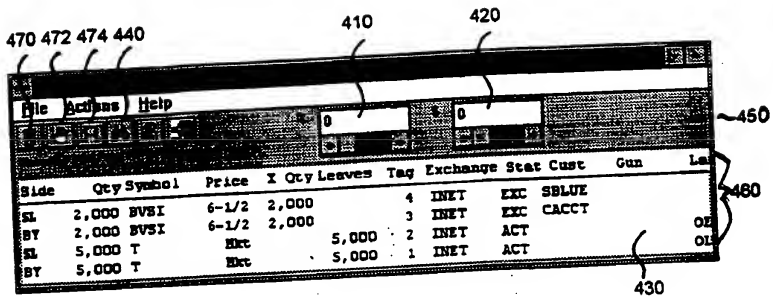 470 472 474 440 410 420
File Actions Help
0 0
450
Side Qty Symbol Price X Qty Leaves Tag Exchange Stat Cust Gun
SL 2,000 BVSI 6-1/2 2,000 4 INET EXC SBLUE
BY 2,000 BVSI 6-1/2 2,000 3 INET EXC CACCT
SL 5,000 T Mkt 5,000 2 INET ACT
BY 5,000 T Mkt 5,000 1 INET ACT
460
430